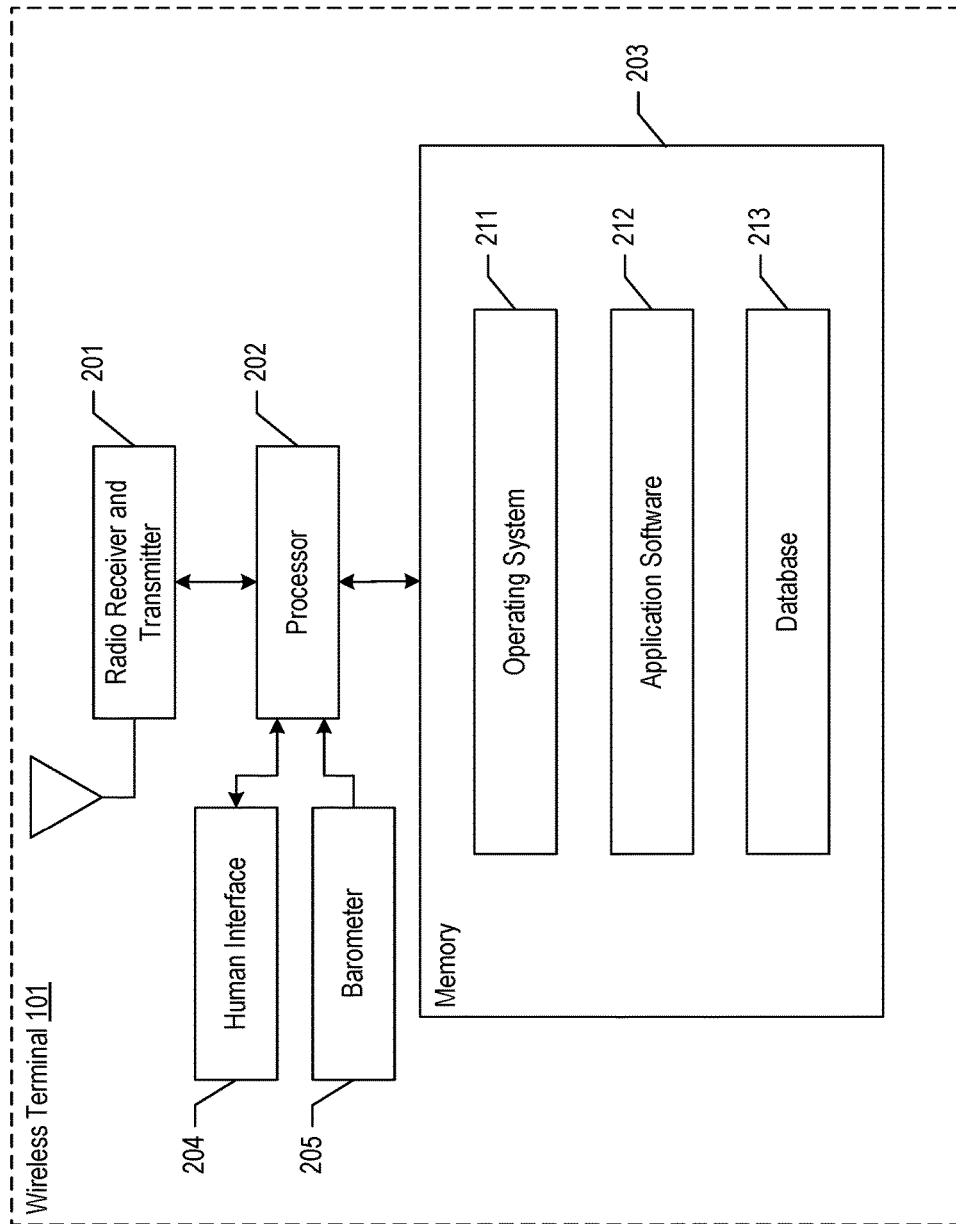 Wireless Terminal 101
Radio Receiver and
Transmitter
201
Human Interface
204
Processor
202
Barometer
205
Memory
203
Operating System
211
Application Software
212
Database
213